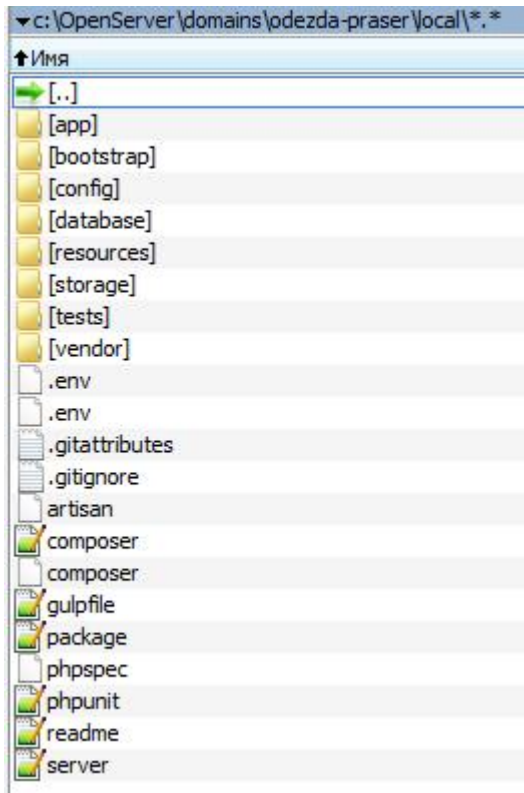 c:\OpenServer\domains\odezda-praser\local\*.*
Имя
[..]
[app]
[bootstrap]
[config]
[database]
[resources]
[storage]
[tests]
[vendor]
.env
.env
.gitattributes
.gitignore
artisan
composer
composer
gulpfile
package
phpspec
phpunit
readme
server